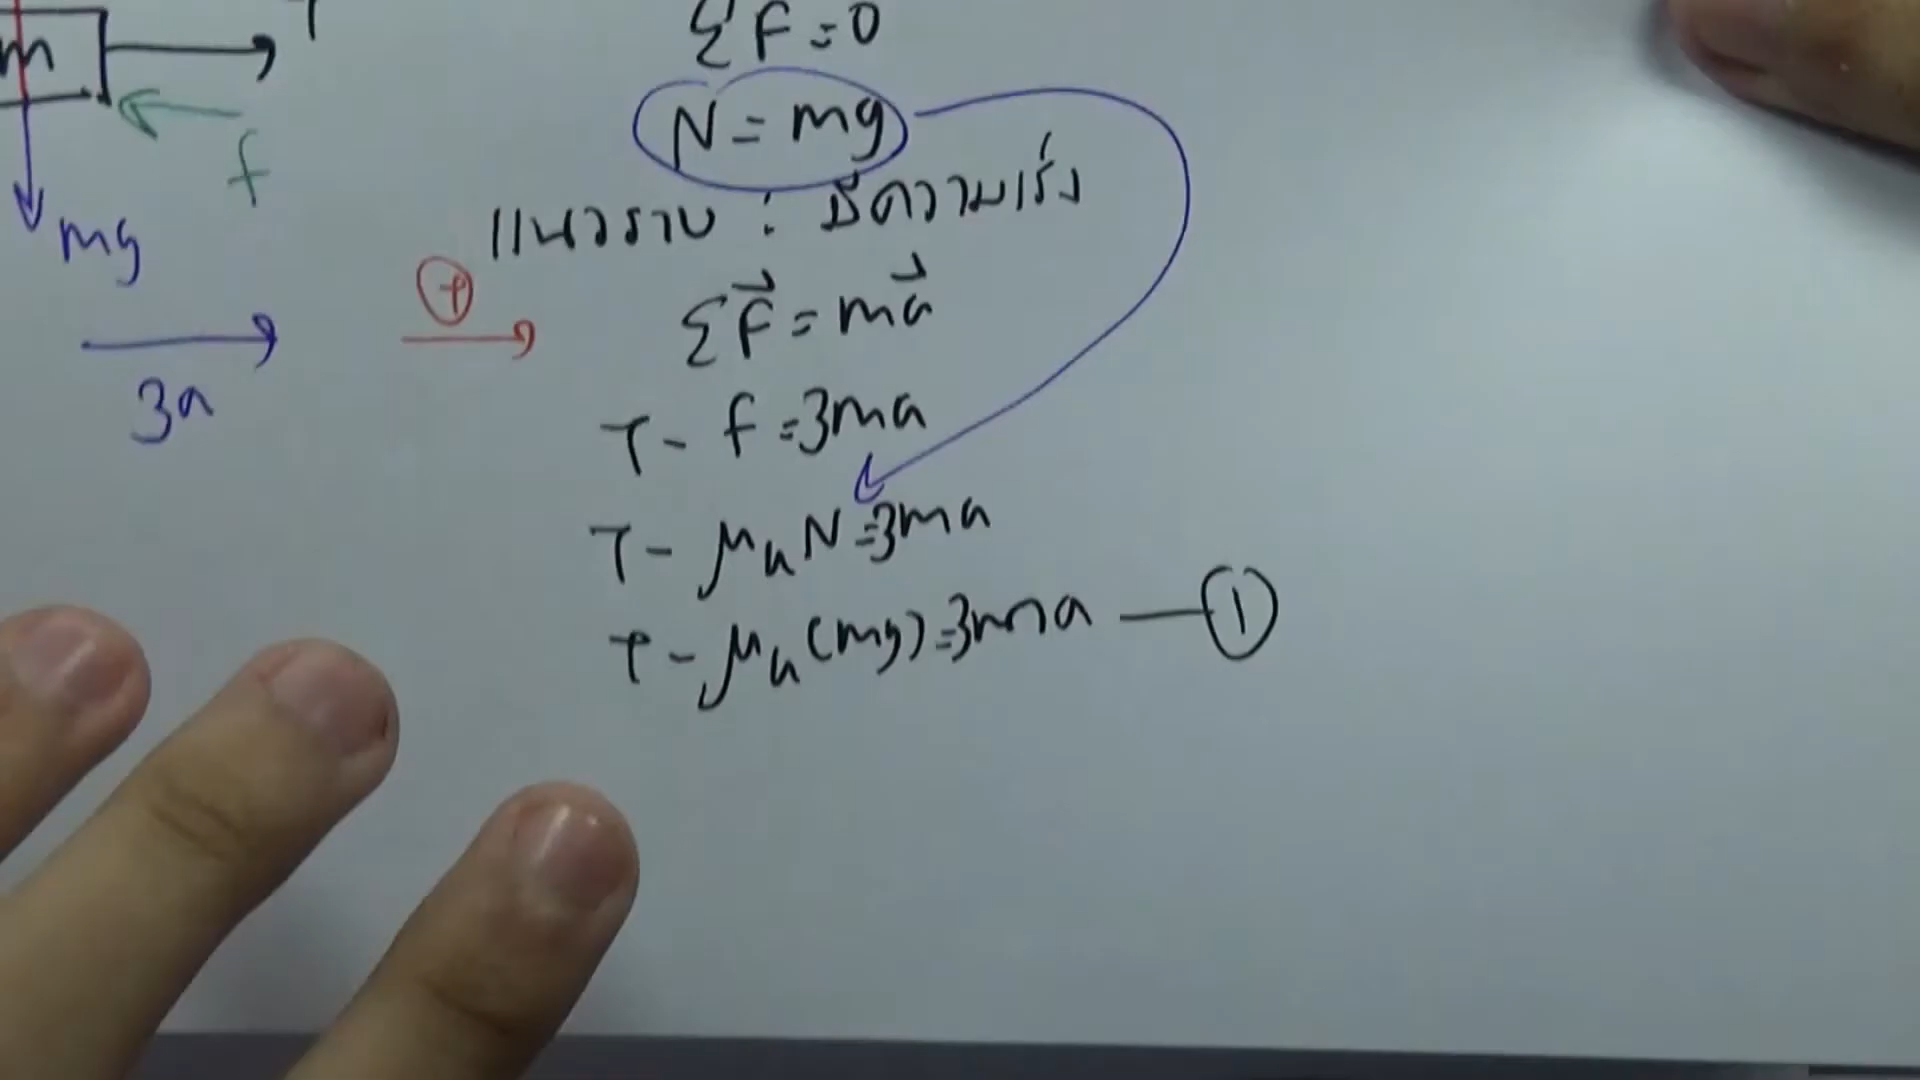 ΣF = 0
m
N = mg
f
แนวราบ : มีความเร่ง
mg
+
ΣF⃗ = ma⃗
3a
T - f = 3ma
T - μₖN = 3ma
T - μₖ(mg) = 3ma — ①